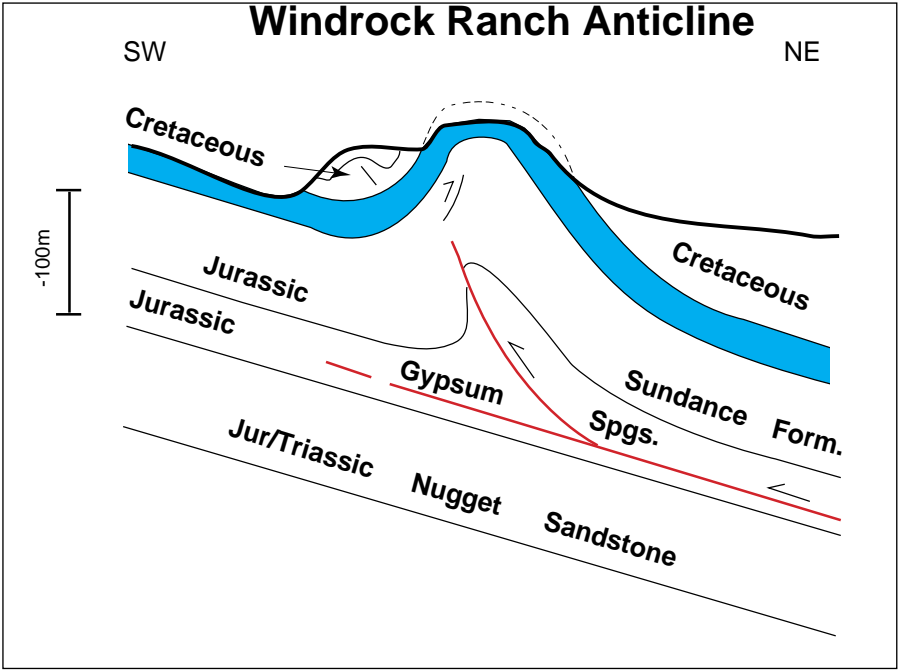 Windrock Ranch Anticline
SW
NE
Cretaceous
-100m
Cretaceous
Jurassic
Jurassic
Gypsum Spgs.
Sundance Form.
Jur/Triassic Nugget Sandstone